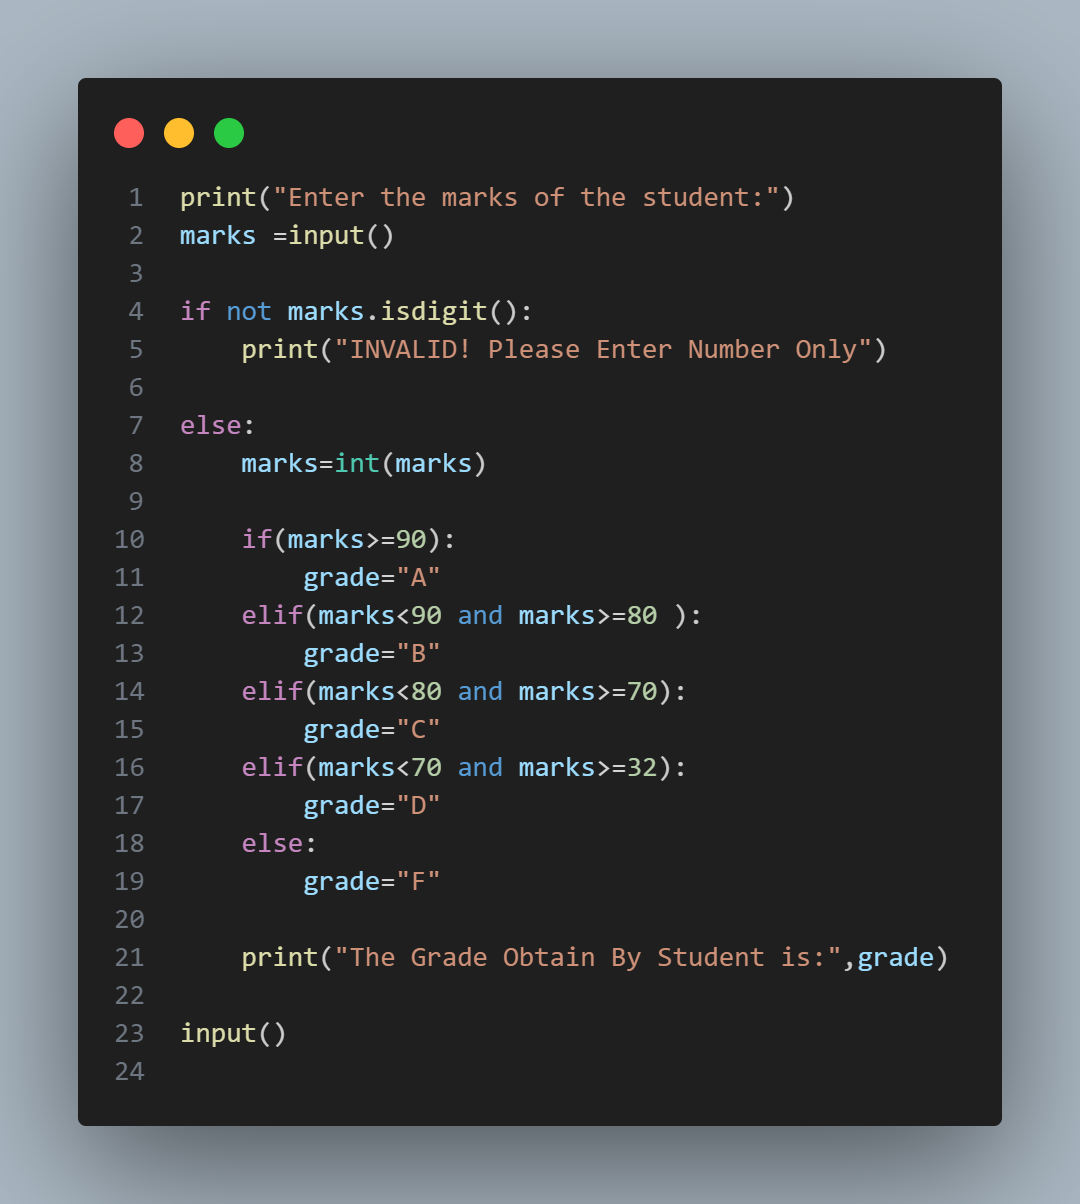 1 print("Enter the marks of the student:")
2 marks =input()
3
4 if not marks.isdigit():
5     print("INVALID! Please Enter Number Only")
6
7 else:
8     marks=int(marks)
9
10     if(marks>=90):
11         grade="A"
12     elif(marks<90 and marks>=80 ):
13         grade="B"
14     elif(marks<80 and marks>=70):
15         grade="C"
16     elif(marks<70 and marks>=32):
17         grade="D"
18     else:
19         grade="F"
20
21     print("The Grade Obtain By Student is:",grade)
22
23 input()
24